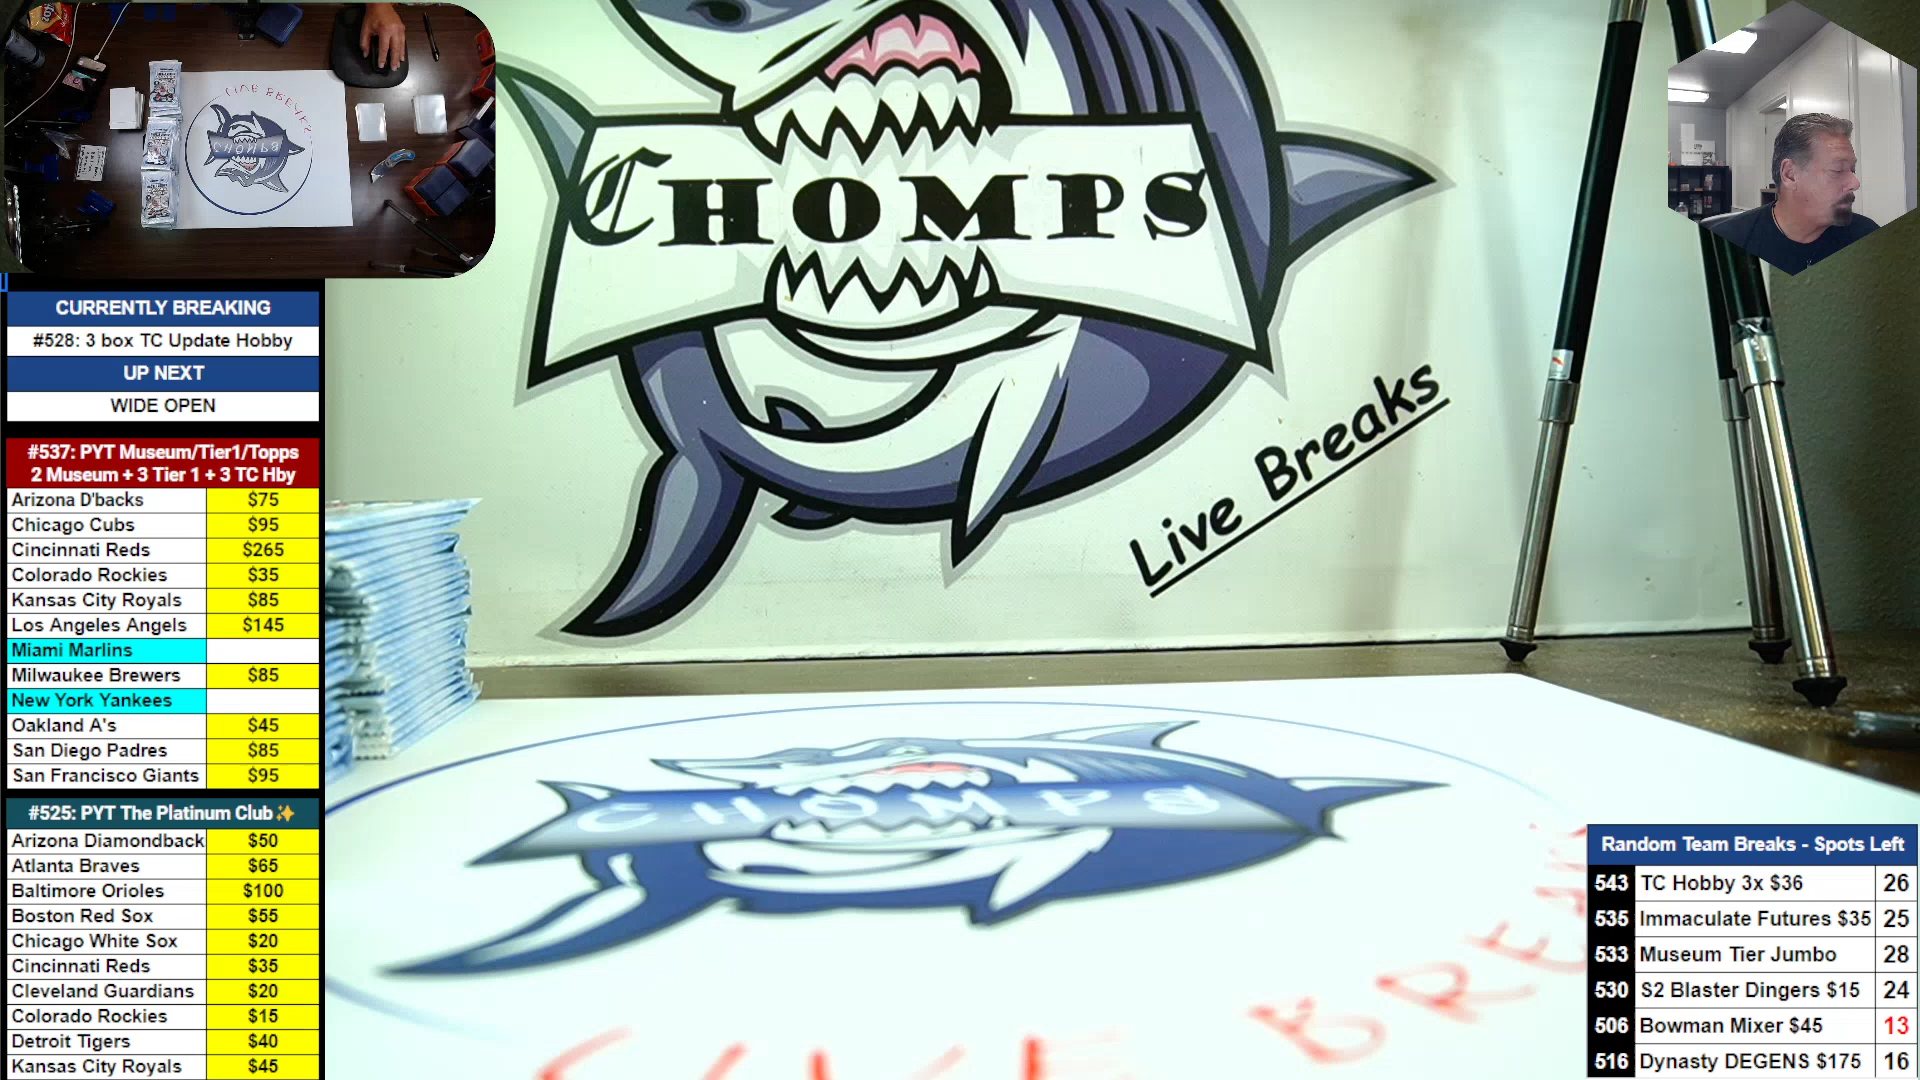 CHOMPS
Live Breaks
CURRENTLY BREAKING
#528: 3 box TC Update Hobby
UP NEXT
WIDE OPEN
#537: PYT Museum/Tier1/Topps
2 Museum + 3 Tier 1 + 3 TC Hby
Arizona D'backs $75
Chicago Cubs $95
Cincinnati Reds $265
Colorado Rockies $35
Kansas City Royals $85
Los Angeles Angels $145
Miami Marlins
Milwaukee Brewers $85
New York Yankees
Oakland A's $45
San Diego Padres $85
San Francisco Giants $95
#525: PYT The Platinum Club✨
Arizona Diamondback $50
Atlanta Braves $65
Baltimore Orioles $100
Boston Red Sox $55
Chicago White Sox $20
Cincinnati Reds $35
Cleveland Guardians $20
Colorado Rockies $15
Detroit Tigers $40
Kansas City Royals $45
CHOMPS
LIVE BREAKS
CHOMPS
Random Team Breaks - Spots Left
543 TC Hobby 3x $36 26
535 Immaculate Futures $35 25
533 Museum Tier Jumbo 28
530 S2 Blaster Dingers $15 24
506 Bowman Mixer $45 13
516 Dynasty DEGENS $175 16